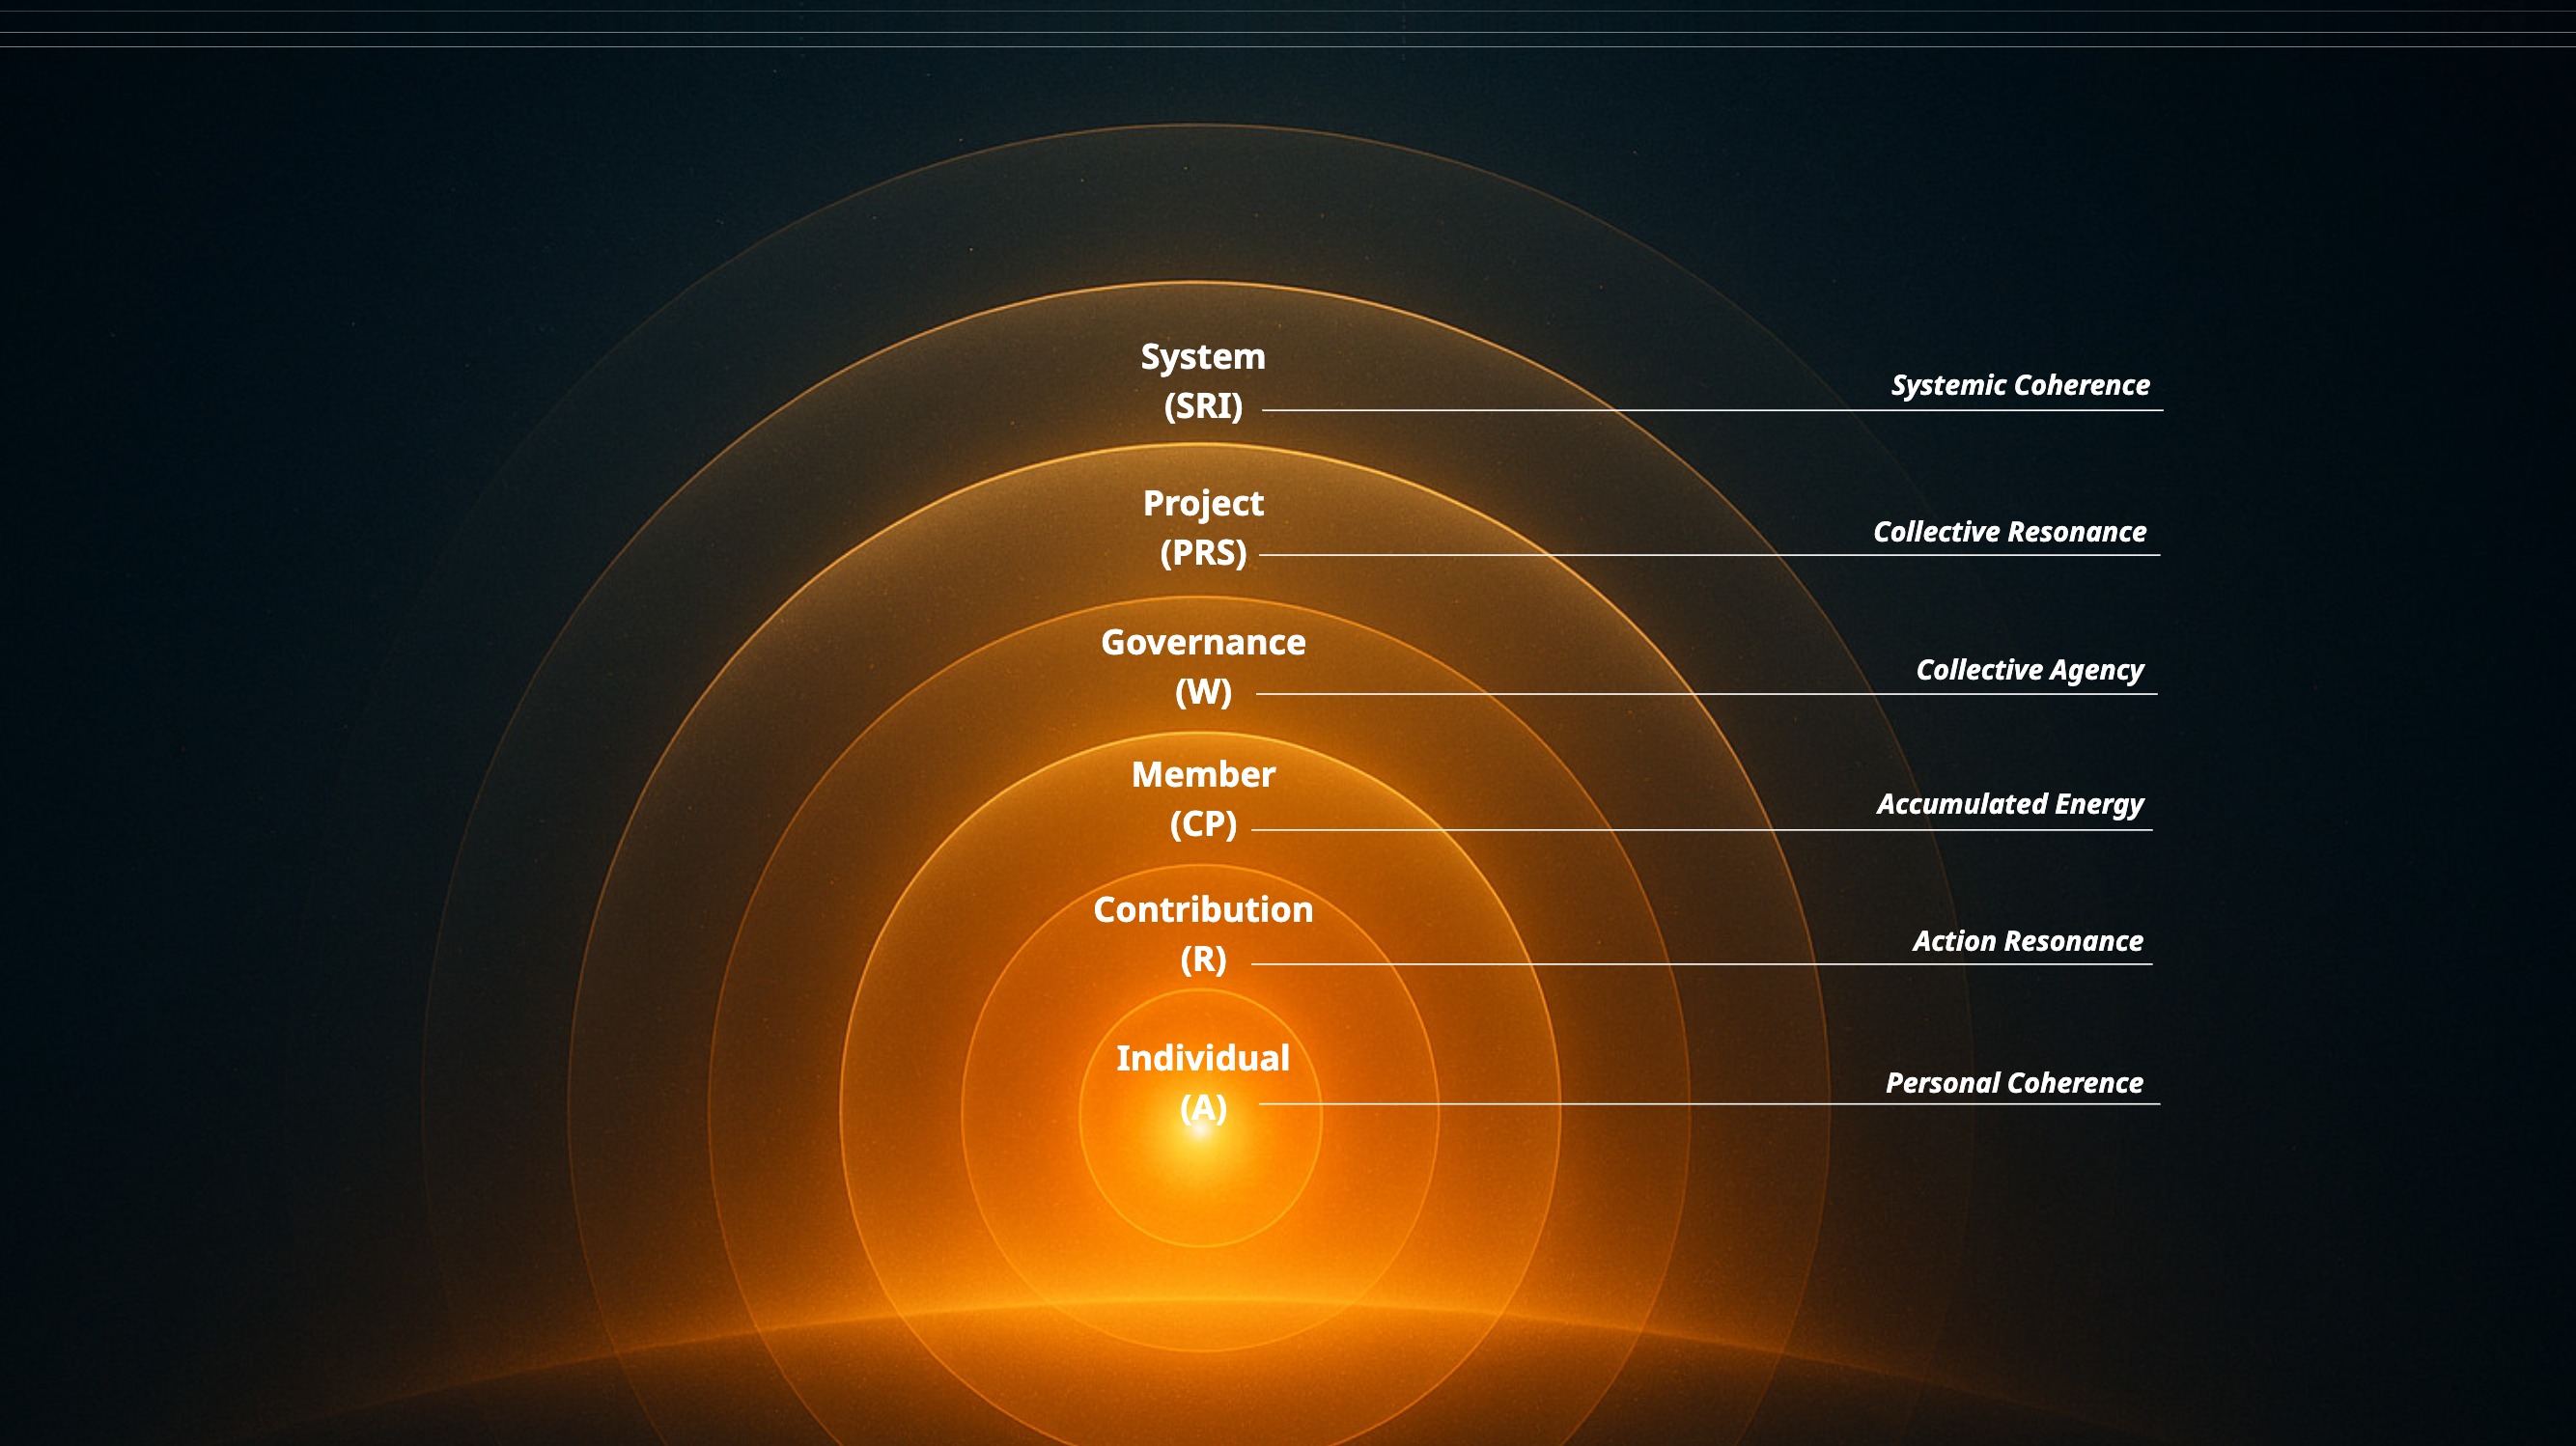 System
(SRI)
Systemic Coherence
Project
(PRS)
Collective Resonance
Governance
(W)
Collective Agency
Member
(CP)
Accumulated Energy
Contribution
(R)
Action Resonance
Individual
(A)
Personal Coherence